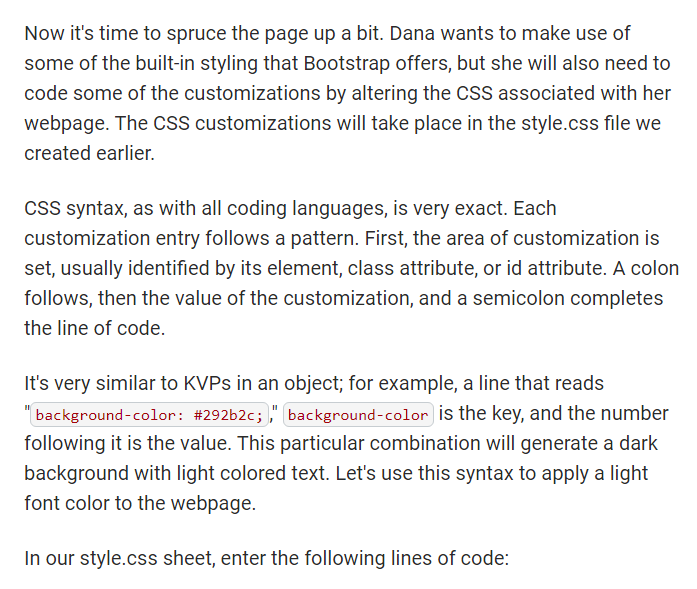 Now it's time to spruce the page up a bit. Dana wants to make use of
some of the built-in styling that Bootstrap offers, but she will also need to
code some of the customizations by altering the CSS associated with her
webpage. The CSS customizations will take place in the style.css file we
created earlier.
CSS syntax, as with all coding languages, is very exact. Each
customization entry follows a pattern. First, the area of customization is
set, usually identified by its element, class attribute, or id attribute. A colon
follows, then the value of the customization, and a semicolon completes
the line of code.
It's very similar to KVPs in an object; for example, a line that reads
"background-color: #292b2c;," background-color is the key, and the number
following it is the value. This particular combination will generate a dark
background with light colored text. Let's use this syntax to apply a light
font color to the webpage.
In our style.css sheet, enter the following lines of code: